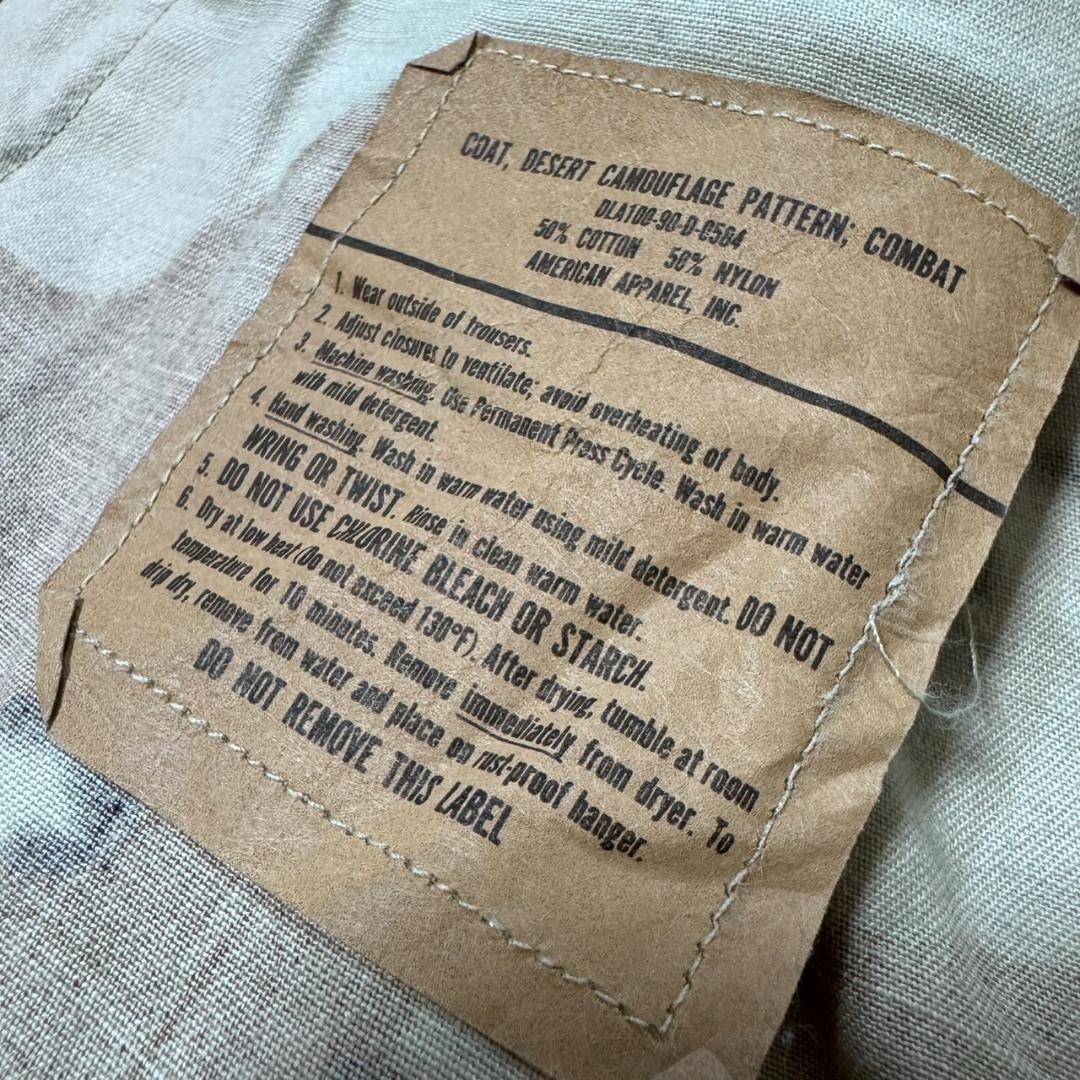 COAT, DESERT CAMOUFLAGE PATTERN; COMBAT
DLA100-90-D-0504
50% COTTON 50% NYLON
AMERICAN APPAREL, INC.
1. Wear outside of trousers.
2. Adjust closures to ventilate; avoid overheating of body.
3. Machine washing. Use Permanent Press Cycle. Wash in warm water
with mild detergent.
4. Hand washing. Wash in warm water using mild detergent. DO NOT
WRING OR TWIST. Rinse in clean warm water.
5. DO NOT USE CHLORINE BLEACH OR STARCH.
6. Dry at low heat (Do not exceed 130°F). After drying, tumble at room
temperature for 10 minutes. Remove immediately from dryer. To
drip dry, remove from water and place on rust-proof hanger.
DO NOT REMOVE THIS LABEL